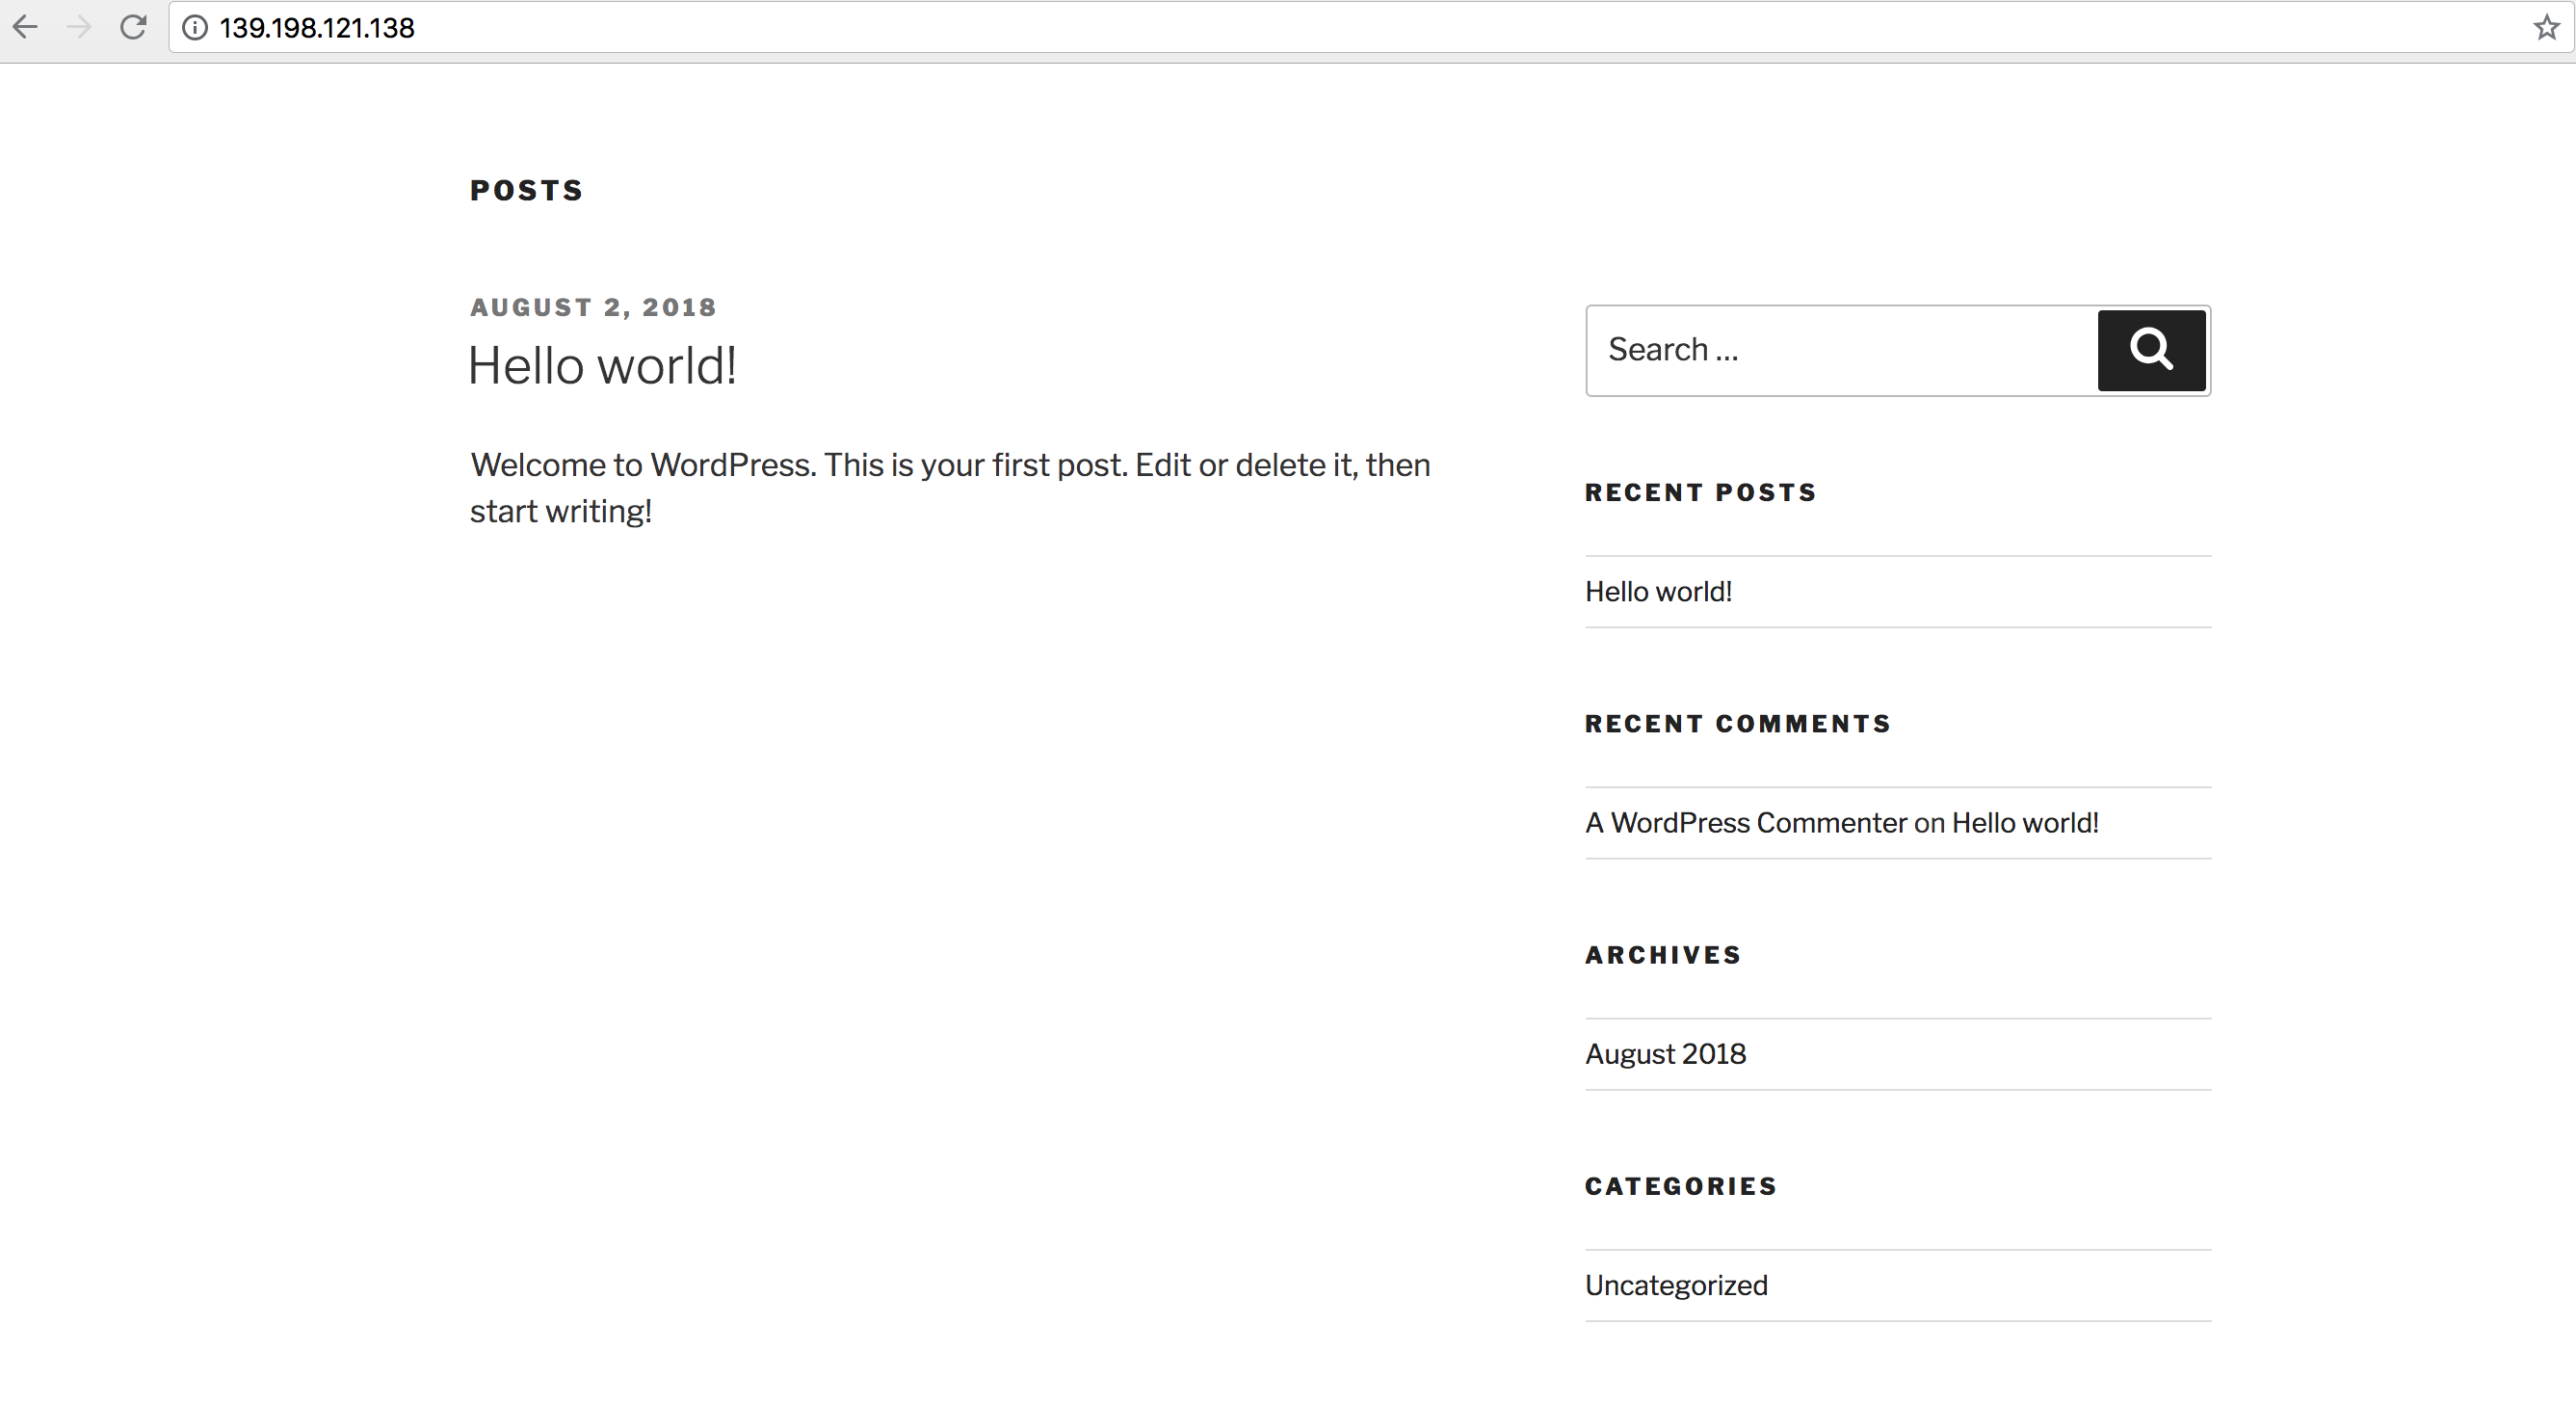 139.198.121.138
POSTS
AUGUST 2, 2018
Hello world!
Welcome to WordPress. This is your first post. Edit or delete it, then
start writing!
Search …
RECENT POSTS
Hello world!
RECENT COMMENTS
A WordPress Commenter on Hello world!
ARCHIVES
August 2018
CATEGORIES
Uncategorized